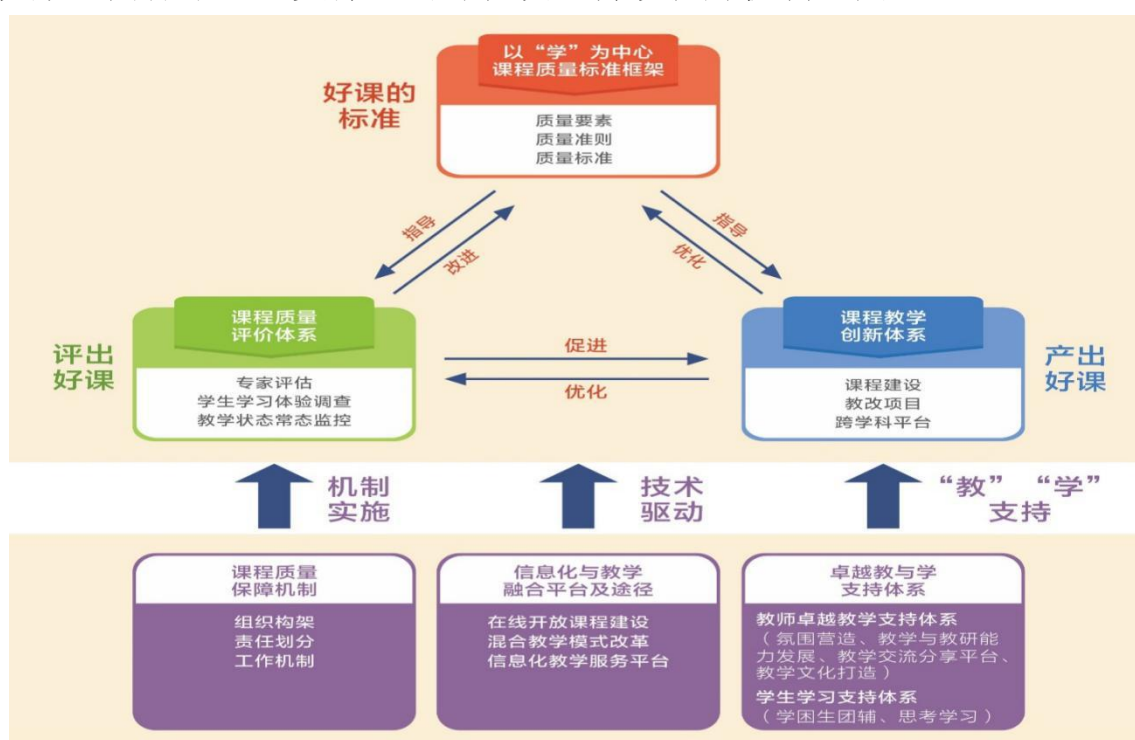 以“学”为中心
课程质量标准框架
好课的
标准
质量要素
质量准则
质量标准
指导
改进
指导
优化
课程质量
评价体系
评出
好课
专家评估
学生学习体验调查
教学状态常态监控
促进
优化
课程教学
创新体系
产出
好课
课程建设
教改项目
跨学科平台
机制
实施
技术
驱动
“教”“学”
支持
课程质量
保障机制
组织构架
责任划分
工作机制
信息化与教学
融合平台及途径
在线开放课程建设
混合教学模式改革
信息化教学服务平台
卓越教与学
支持体系
教师卓越教学支持体系
（氛围营造、教学与教研能
力发展、教学交流分享平台、
教学文化打造）
学生学习支持体系
（学困生团辅、思考学习）